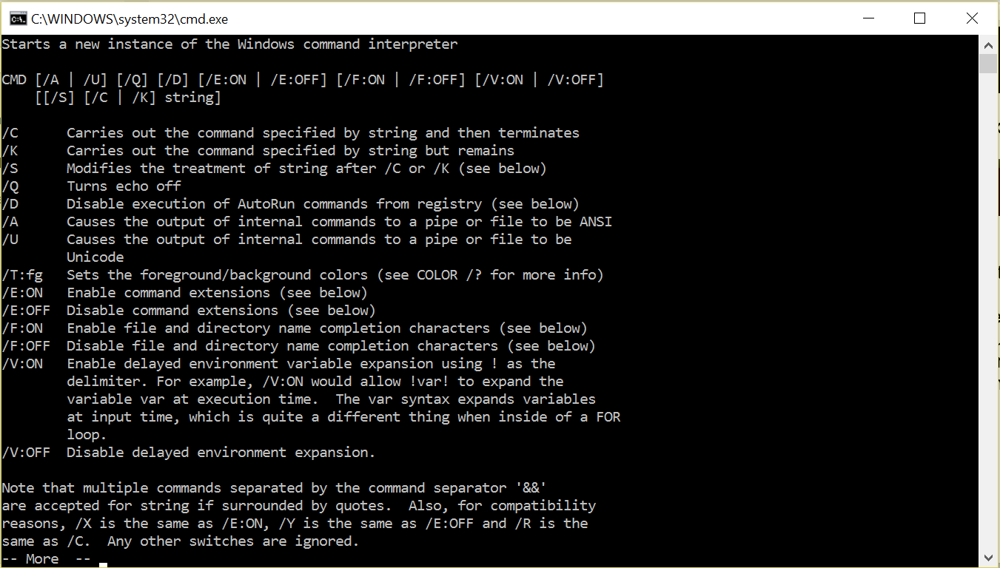 C:\WINDOWS\system32\cmd.exe
Starts a new instance of the Windows command interpreter

CMD [/A | /U] [/Q] [/D] [/E:ON | /E:OFF] [/F:ON | /F:OFF] [/V:ON | /V:OFF]
    [[/S] [/C | /K] string]

/C      Carries out the command specified by string and then terminates
/K      Carries out the command specified by string but remains
/S      Modifies the treatment of string after /C or /K (see below)
/Q      Turns echo off
/D      Disable execution of AutoRun commands from registry (see below)
/A      Causes the output of internal commands to a pipe or file to be ANSI
/U      Causes the output of internal commands to a pipe or file to be
        Unicode
/T:fg   Sets the foreground/background colors (see COLOR /? for more info)
/E:ON   Enable command extensions (see below)
/E:OFF  Disable command extensions (see below)
/F:ON   Enable file and directory name completion characters (see below)
/F:OFF  Disable file and directory name completion characters (see below)
/V:ON   Enable delayed environment variable expansion using ! as the
        delimiter. For example, /V:ON would allow !var! to expand the
        variable var at execution time.  The var syntax expands variables
        at input time, which is quite a different thing when inside of a FOR
        loop.
/V:OFF  Disable delayed environment expansion.

Note that multiple commands separated by the command separator '&&'
are accepted for string if surrounded by quotes.  Also, for compatibility
reasons, /X is the same as /E:ON, /Y is the same as /E:OFF and /R is the
same as /C.  Any other switches are ignored.
-- More  --